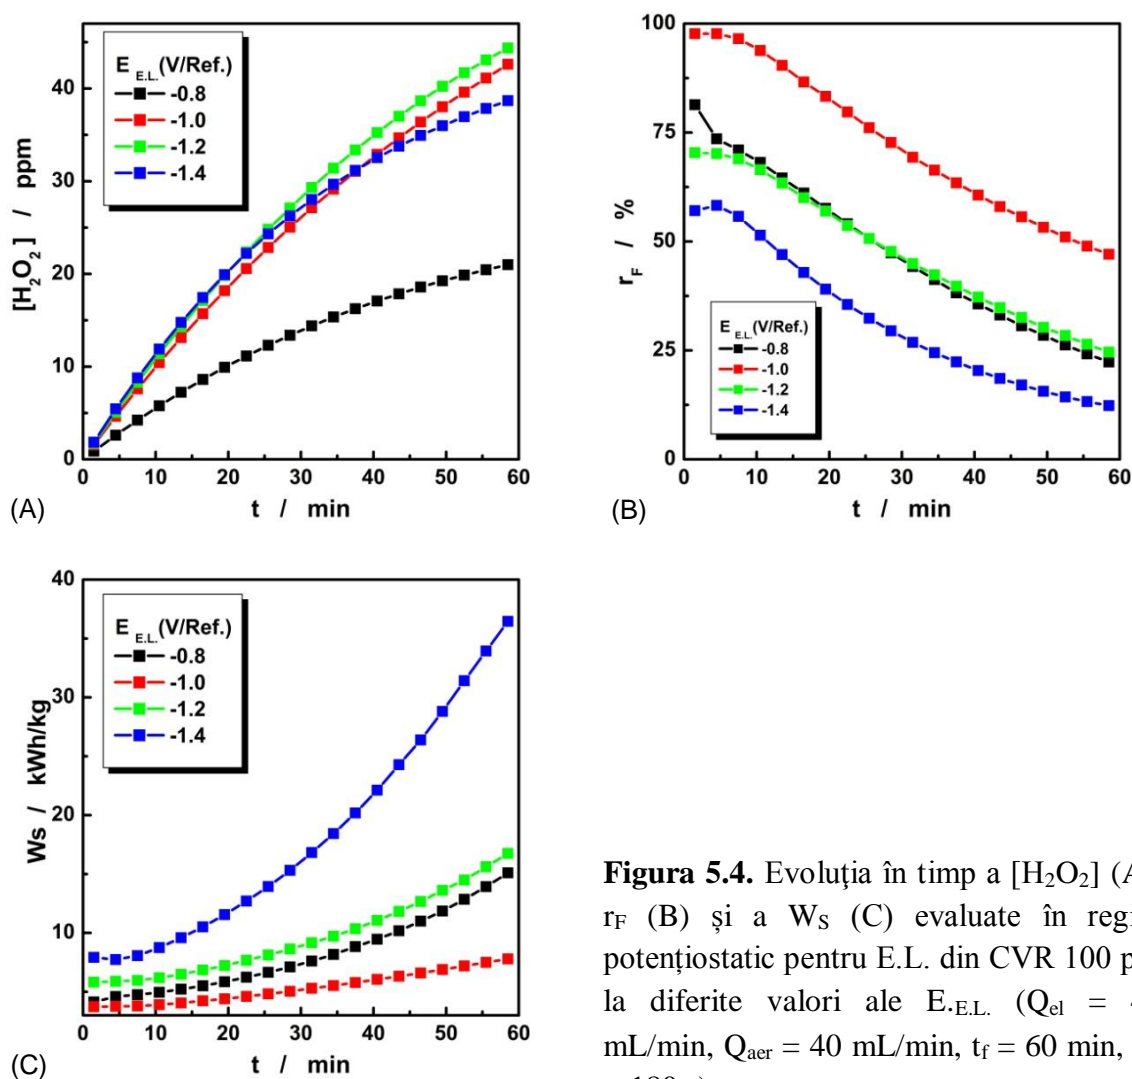 E E.L. (V/Ref.)
-0.8
-1.0
-1.2
-1.4
[H2O2] / ppm
40
30
20
10
0
0 10 20 30 40 50 60
t / min
(A)
100
75
50
25
0
rF / %
E E.L. (V/Ref.)
-0.8
-1.0
-1.2
-1.4
0 10 20 30 40 50 60
t / min
(B)
40
30
20
10
Ws / kWh/kg
E E.L. (V/Ref.)
-0.8
-1.0
-1.2
-1.4
0 10 20 30 40 50 60
t / min
(C)
Figura 5.4. Evoluţia în timp a [H2O2] (A
rF (B) și a WS (C) evaluate în regi
potențiostatic pentru E.L. din CVR 100 p
la diferite valori ale E.E.L. (Qel =
mL/min, Qaer = 40 mL/min, tf = 60 min,